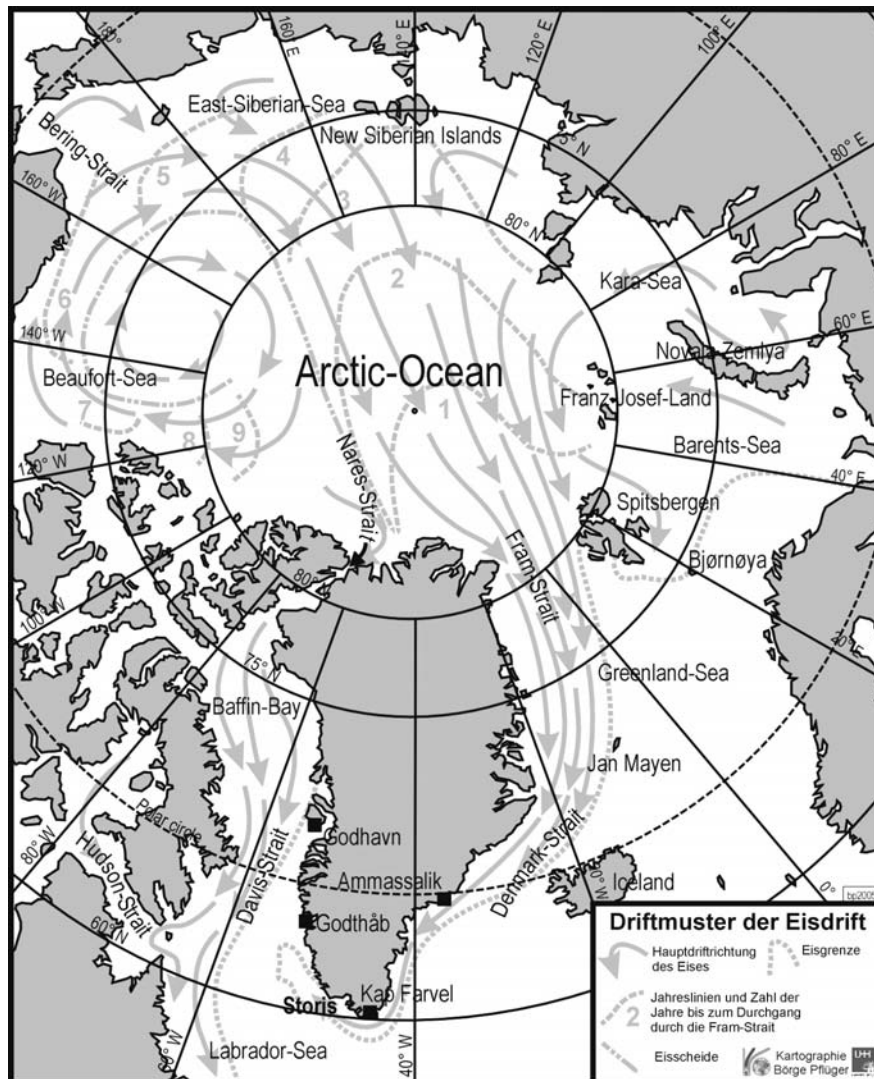 180°
160° E
140° E
120° E
100° E
East-Siberian-Sea
New Siberian Islands
Bering-Strait
5
4
3
75° N
80° E
160° W
80° N
2
Kara-Sea
6
140° W
60° E
Novaja-Zemlya
Beaufort-Sea
Arctic-Ocean
Franz-Josef-Land
7
1
8
9
Barents-Sea
120° W
Nares-Strait
40° E
Spitsbergen
Fram-Strait
Bjørnøya
80°
100° W
20° E
75° N
Greenland-Sea
Baffin-Bay
Jan Mayen
Polar circle
Godhavn
80° W
Hudson-Strait
Davis-Strait
Denmark-Strait
Ammassalik
Iceland
0°
bp2005
60° N
Godthåb
Storis
Kap Farvel
Labrador-Sea
40° W
Driftmuster der Eisdrift
Hauptdriftrichtung
des Eises
Eisgrenze
Jahreslinien und Zahl der
Jahre bis zum Durchgang
durch die Fram-Strait
2
Eisscheide
Kartographie
Börge Pflüger